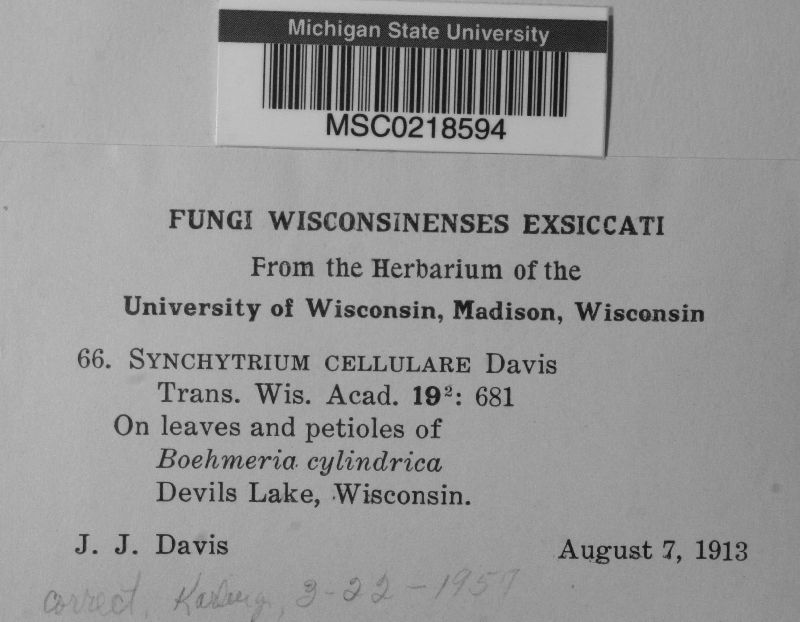 Michigan State University
MSC0218594
FUNGI WISCONSINENSES EXSICCATI
From the Herbarium of the
University of Wisconsin, Madison, Wisconsin
66. SYNCHYTRIUM CELLULARE Davis
Trans. Wis. Acad. 19²: 681
On leaves and petioles of
Boehmeria cylindrica
Devils Lake, Wisconsin.
J. J. Davis August 7, 1913
correct, 3-22-1957